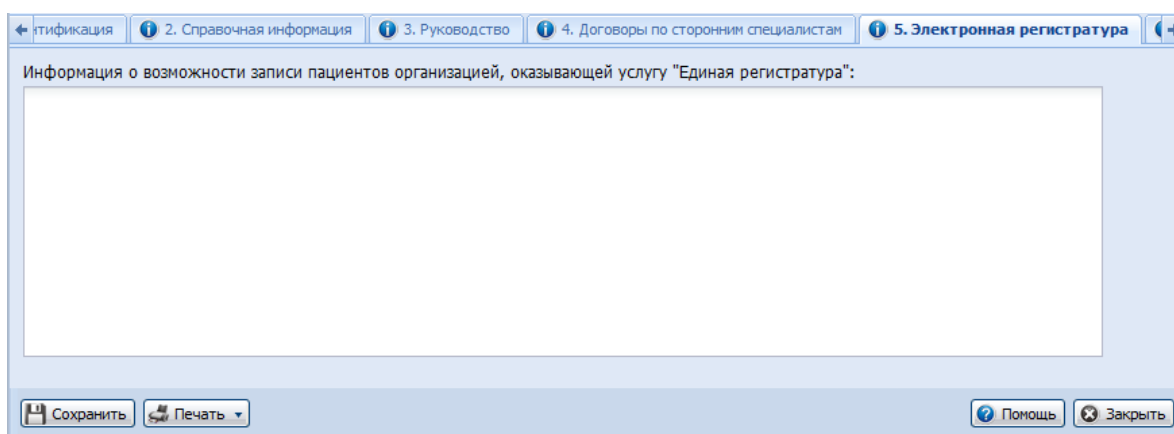 нтификация 2. Справочная информация 3. Руководство 4. Договоры по сторонним специалистам 5. Электронная регистратура
Информация о возможности записи пациентов организацией, оказывающей услугу "Единая регистратура":
Сохранить Печать Помощь Закрыть